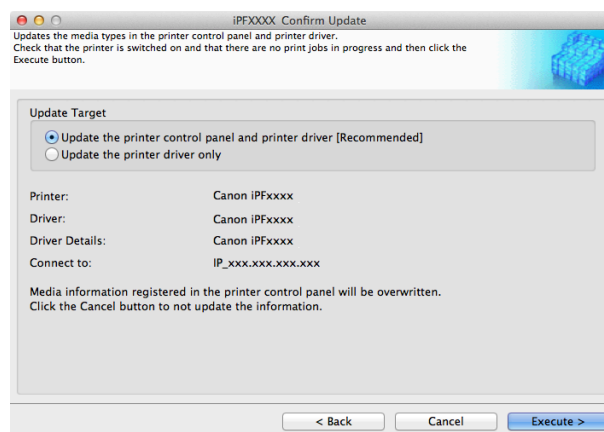 iPFXXXX Confirm Update
Updates the media types in the printer control panel and printer driver.
Check that the printer is switched on and that there are no print jobs in progress and then click the
Execute button.
Update Target
Update the printer control panel and printer driver [Recommended]
Update the printer driver only
Printer: Canon iPFxxxx
Driver: Canon iPFxxxx
Driver Details: Canon iPFxxxx
Connect to: IP_xxx.xxx.xxx.xxx
Media information registered in the printer control panel will be overwritten.
Click the Cancel button to not update the information.
< Back Cancel Execute >